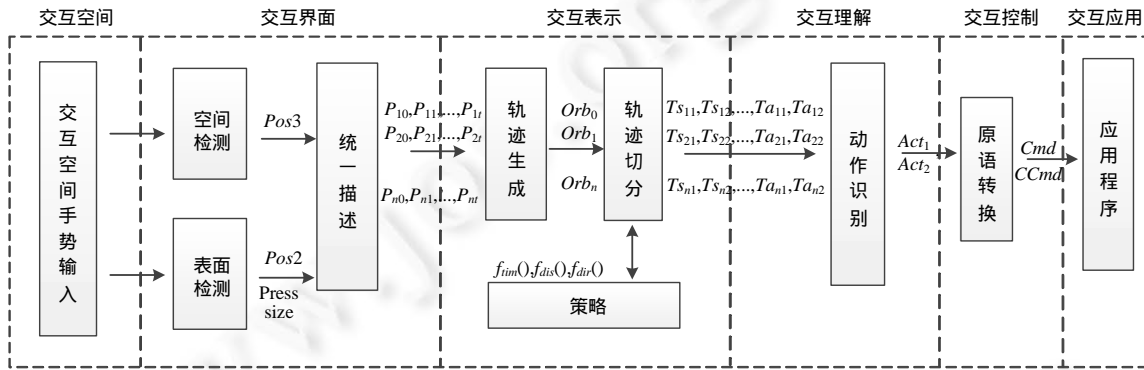 交互空间
交互界面
交互表示
交互理解
交互控制
交互应用
交互空间手势输入
空间
检测
Pos3
表面
检测
Pos2
Press
size
统一描述
P10,P11,...,P1t
P20,P21,...,P2t
Pn0,Pn1,...,Pnt
轨迹生成
Orb0
Orb1
Orbn
轨迹切分
ftim(),fdis(),fdir()
策略
Ts11,Ts12,...,Ta11,Ta12
Ts21,Ts22,...,Ta21,Ta22
Tsn1,Tsn2,...,Tan1,Tan2
动作识别
Act1
Act2
原语转换
Cmd
CCmd
应用程序